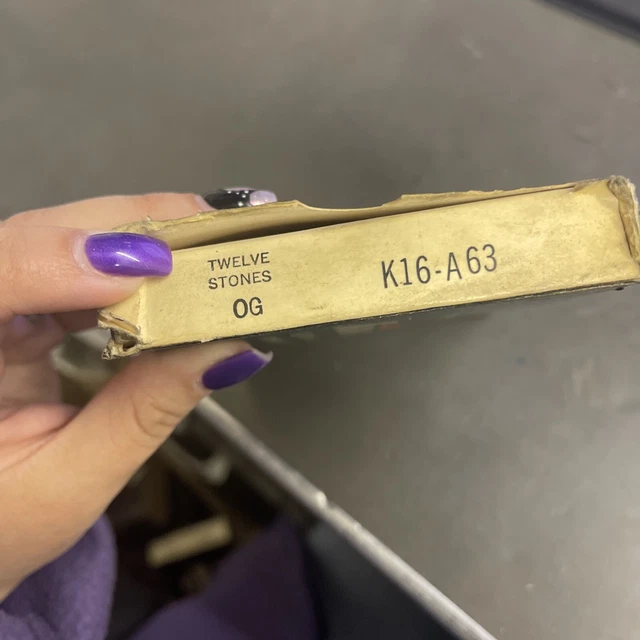 TWELVE
STONES
OG
K16-A63